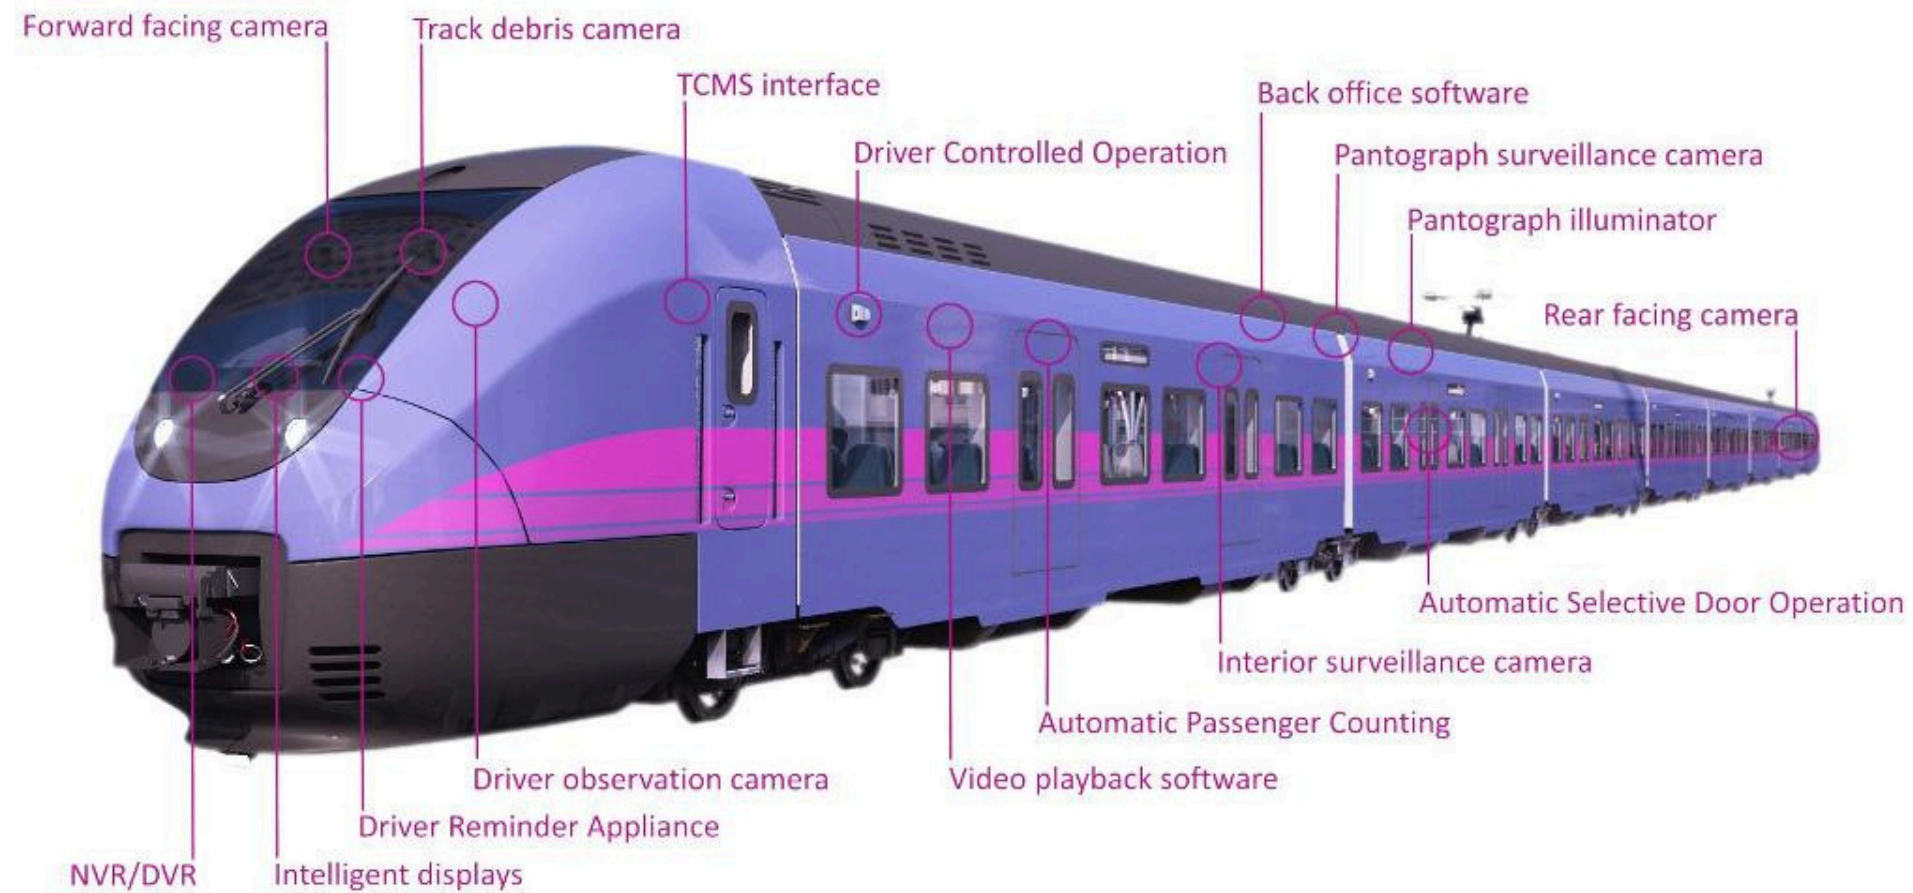 Forward facing camera
Track debris camera
TCMS interface
Back office software
Driver Controlled Operation
Pantograph surveillance camera
Pantograph illuminator
Rear facing camera
Automatic Selective Door Operation
Interior surveillance camera
Automatic Passenger Counting
Driver observation camera
Video playback software
Driver Reminder Appliance
NVR/DVR
Intelligent displays